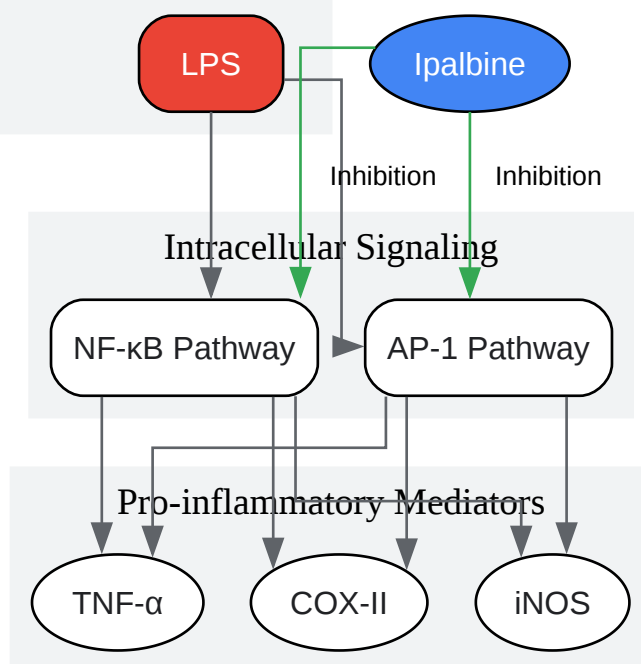 LPS
Ipalbine
Inhibition
Inhibition
Intracellular Signaling
NF-κB Pathway
AP-1 Pathway
Pro-inflammatory Mediators
TNF-α
COX-II
iNOS